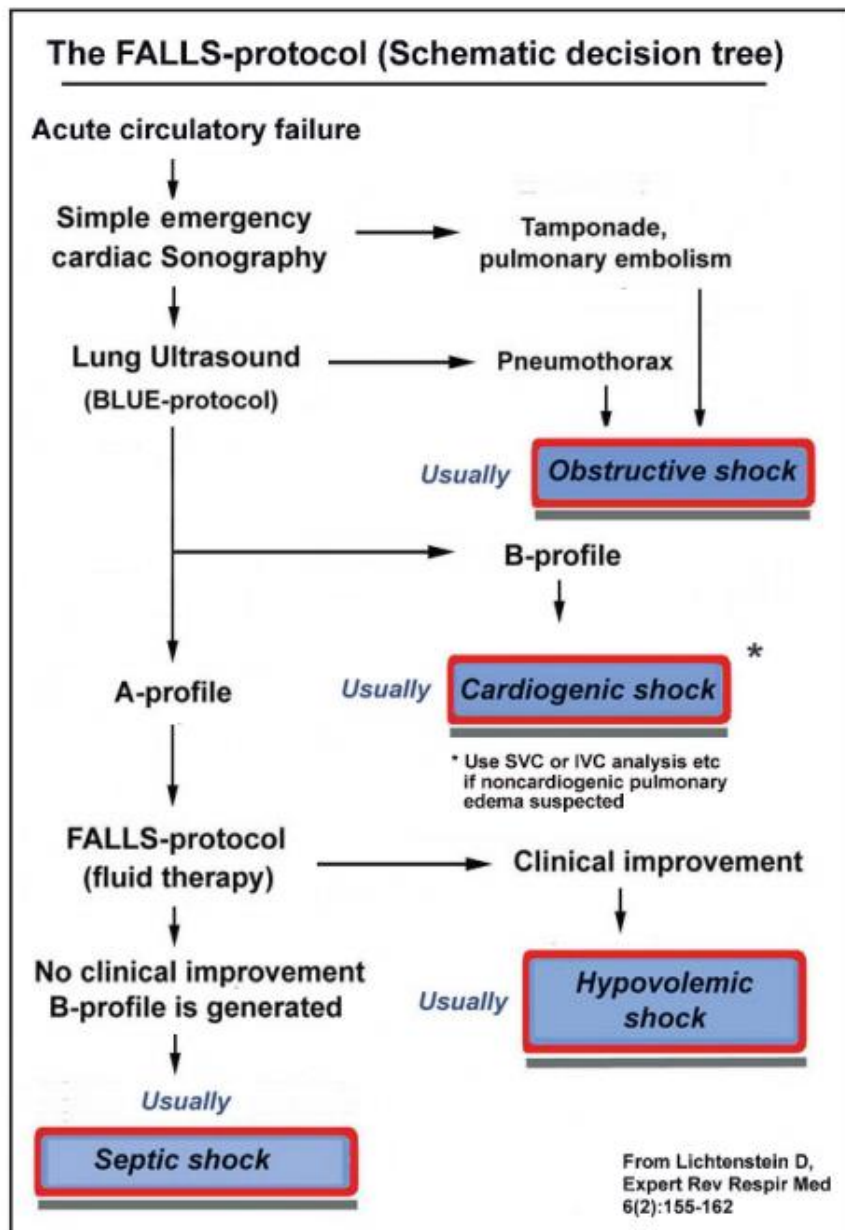 The FALLS-protocol (Schematic decision tree)
Acute circulatory failure
Simple emergency
cardiac Sonography
Tamponade,
pulmonary embolism
Lung Ultrasound
(BLUE-protocol)
Pneumothorax
Usually
Obstructive shock
B-profile
A-profile
Usually
Cardiogenic shock
*
* Use SVC or IVC analysis etc
if noncardiogenic pulmonary
edema suspected
FALLS-protocol
(fluid therapy)
Clinical improvement
No clinical improvement
B-profile is generated
Usually
Hypovolemic
shock
Usually
Septic shock
From Lichtenstein D,
Expert Rev Respir Med
6(2):155-162